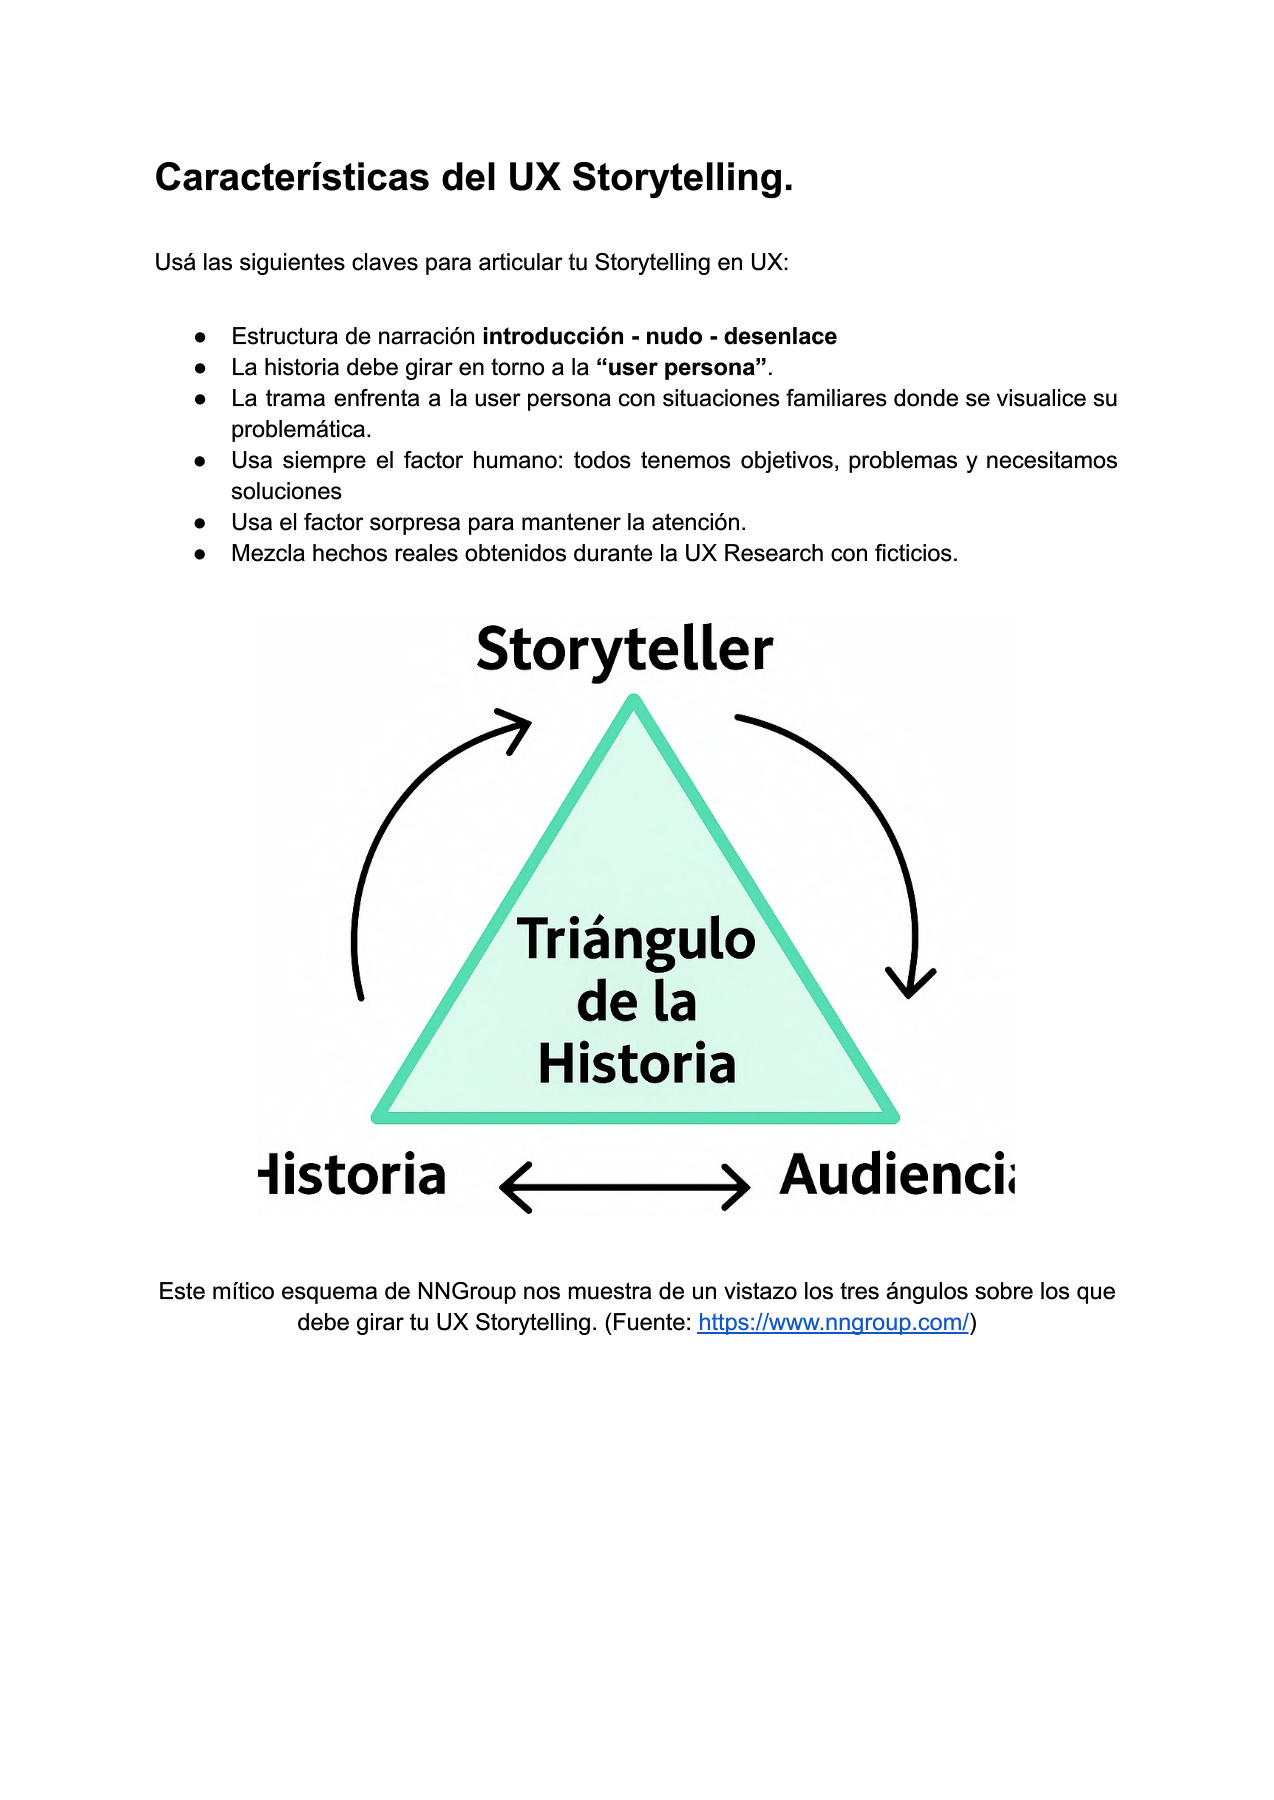 Características del UX Storytelling.
Usá las siguientes claves para articular tu Storytelling en UX:
● Estructura de narración introducción - nudo - desenlace
● La historia debe girar en torno a la “user persona”.
● La trama enfrenta a la user persona con situaciones familiares donde se visualice su
problemática.
● Usa siempre el factor humano: todos tenemos objetivos, problemas y necesitamos
soluciones
● Usa el factor sorpresa para mantener la atención.
● Mezcla hechos reales obtenidos durante la UX Research con ficticios.
Storyteller
Triángulo
de la
Historia
Historia
Audiencia
Este mítico esquema de NNGroup nos muestra de un vistazo los tres ángulos sobre los que
debe girar tu UX Storytelling. (Fuente: https://www.nngroup.com/)